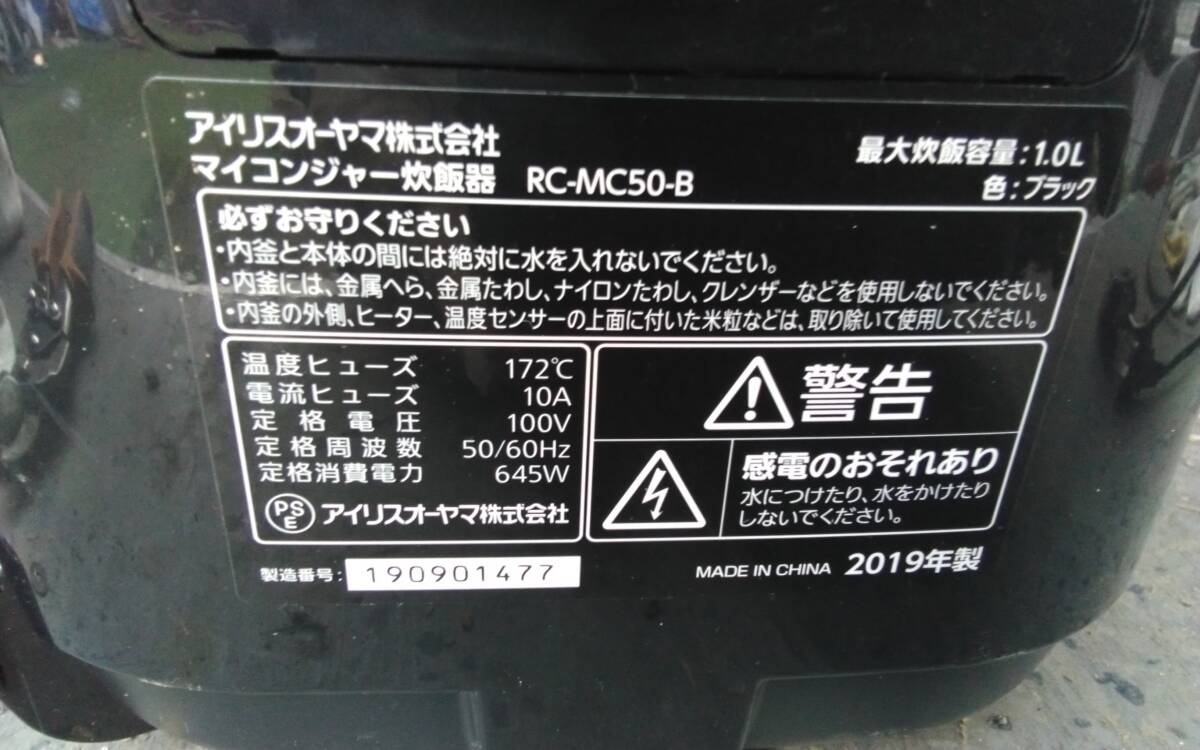 アイリスオーヤマ株式会社
マイコンジャー炊飯器 RC-MC50-B
最大炊飯容量:1.0L
色:ブラック
必ずお守りください
・内釜と本体の間には絶対に水を入れないでください。
・内釜には、金属へら、金属たわし、ナイロンたわし、クレンザーなどを使用しないでください。
・内釜の外側、ヒーター、温度センサーの上面に付いた米粒などは、取り除いて使用してください。
温度ヒューズ 172℃
電流ヒューズ 10A
定格電圧 100V
定格周波数 50/60Hz
定格消費電力 645W
PSE アイリスオーヤマ株式会社
警告
感電のおそれあり
水につけたり、水をかけたり
しないでください。
製造番号: 190901477
MADE IN CHINA 2019年製